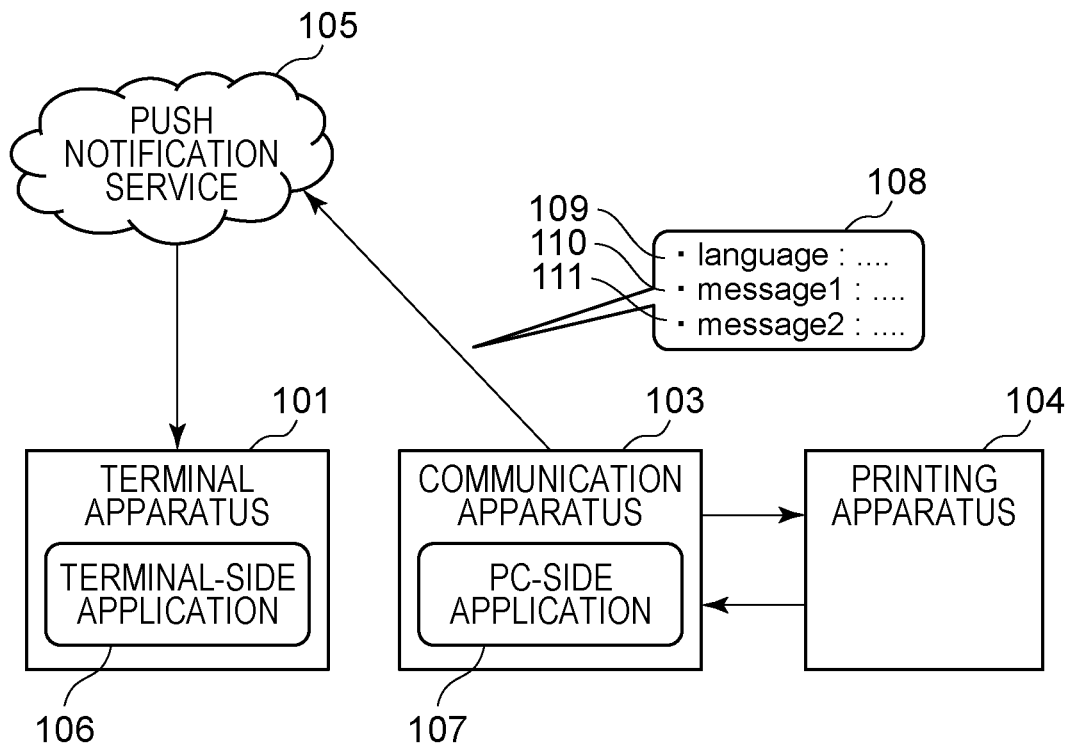 105
PUSH
NOTIFICATION
SERVICE
108
109
· language : ....
110
· message1 : ....
111
· message2 : ....
101
103
104
TERMINAL
APPARATUS
COMMUNICATION
APPARATUS
PRINTING
APPARATUS
TERMINAL-SIDE
APPLICATION
PC-SIDE
APPLICATION
106
107